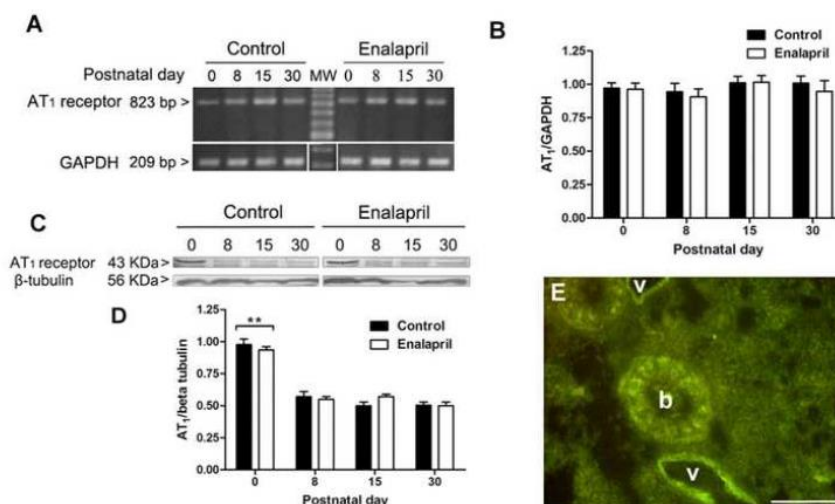 A
Control Enalapril
Postnatal day 0 8 15 30 MW 0 8 15 30
AT1 receptor 823 bp >
GAPDH 209 bp >
B
Control
Enalapril
1.25
1.00
0.75
0.50
0.25
0.00
AT1/GAPDH
0 8 15 30
Postnatal day
C
Control Enalapril
0 8 15 30 0 8 15 30
AT1 receptor 43 KDa>
β-tubulin 56 KDa>
D
**
Control
Enalapril
1.25
1.00
0.75
0.50
0.25
0.00
AT1/beta tubulin
0 8 15 30
Postnatal day
E
v
b
v